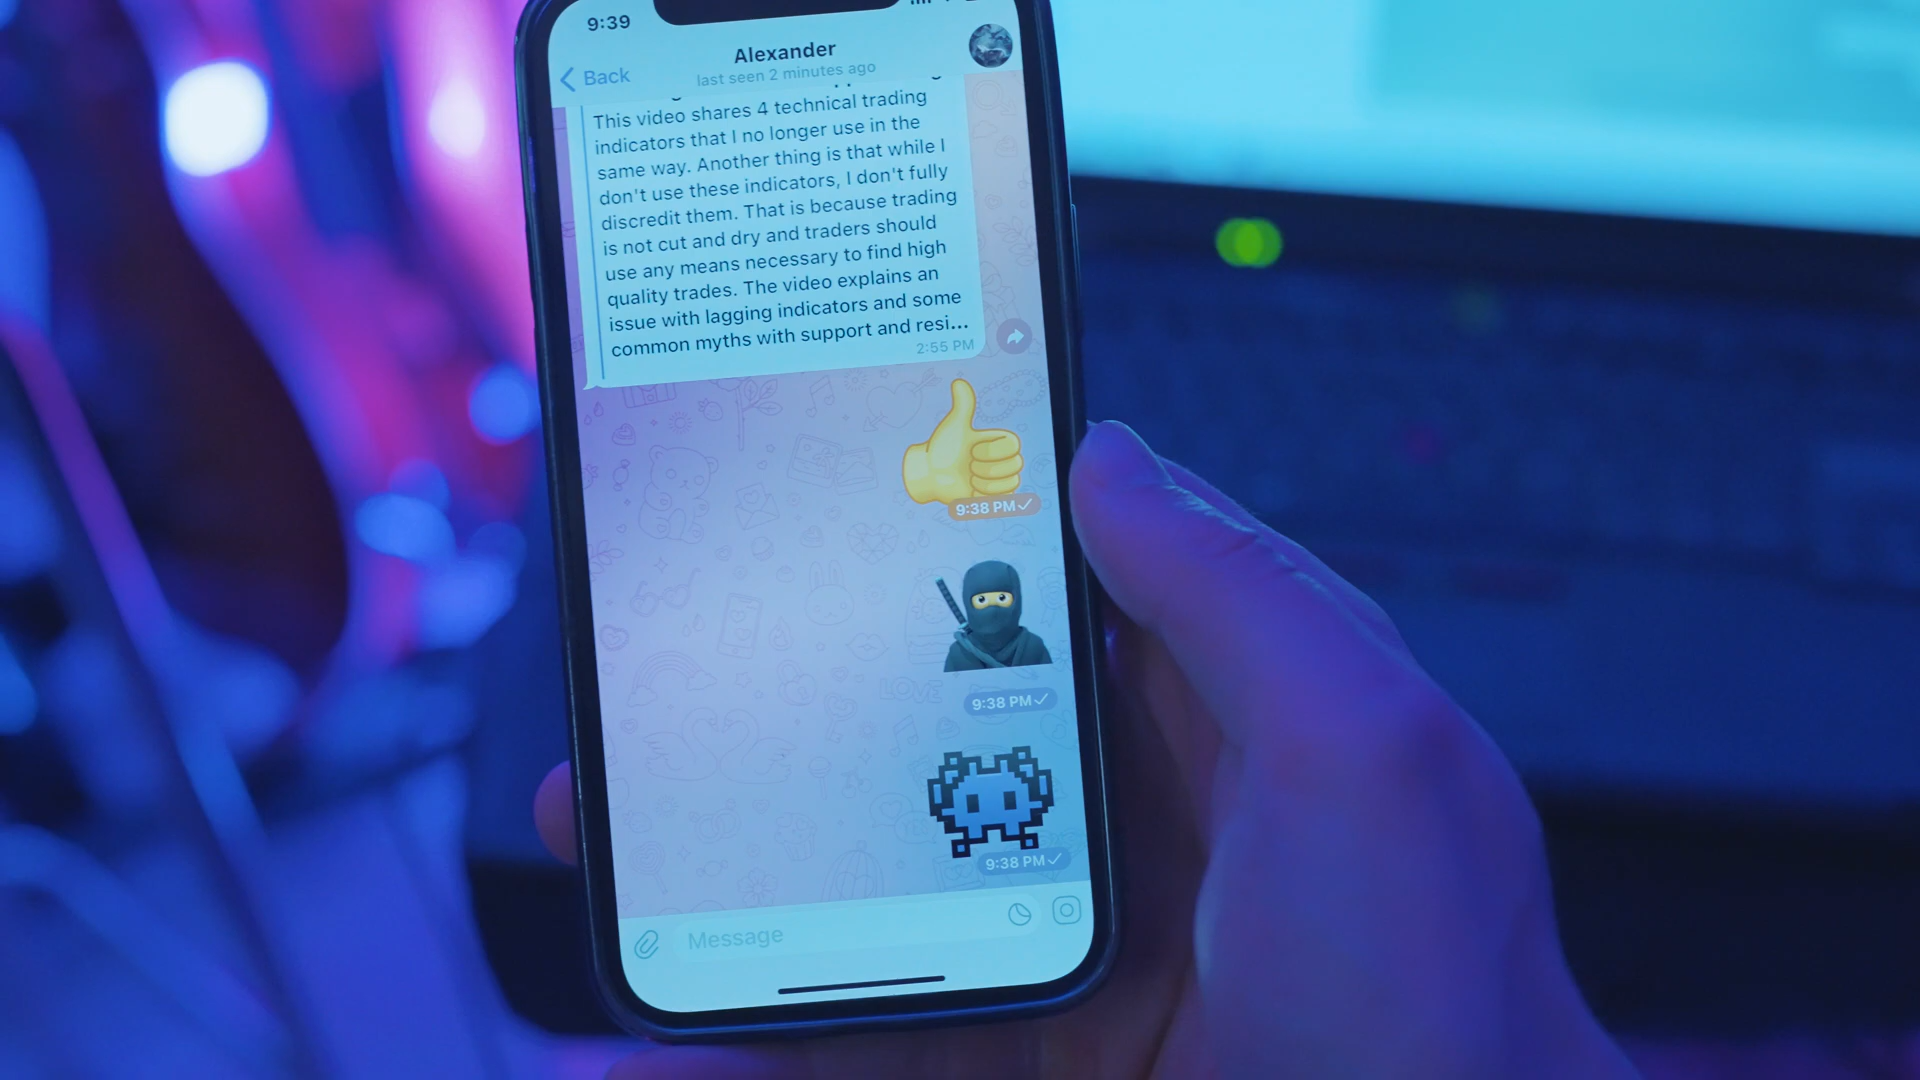 9:39
Back
Alexander
last seen 2 minutes ago
This video shares 4 technical trading
indicators that I no longer use in the
same way. Another thing is that while I
don't use these indicators, I don't fully
discredit them. That is because trading
is not cut and dry and traders should
use any means necessary to find high
quality trades. The video explains an
issue with lagging indicators and some
common myths with support and resi...
2:55 PM
9:38 PM
9:38 PM
LOVE
9:38 PM
Message